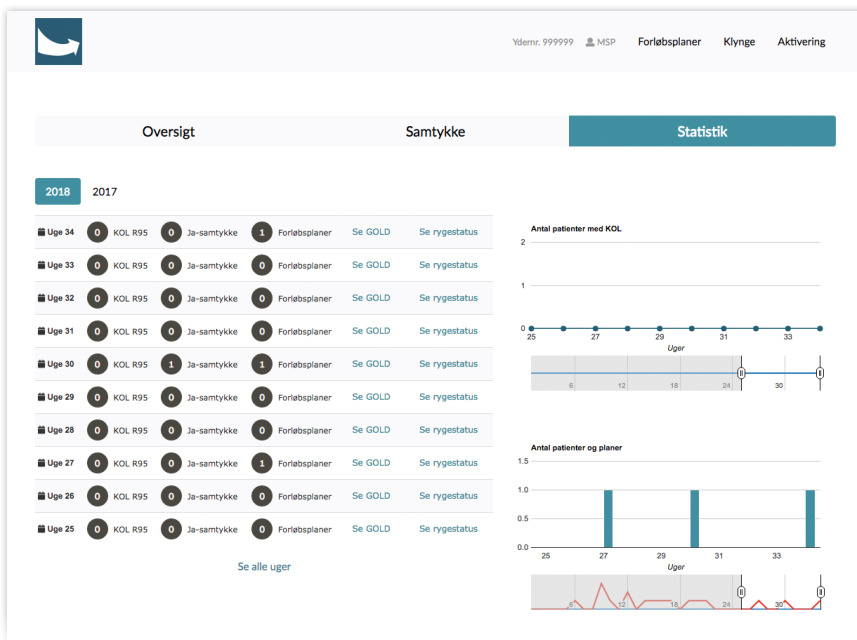 Ydernr. 999999 MSP Forløbsplaner Klynge Aktivering
Oversigt Samtykke Statistik
2018 2017
Uge 34 0 KOL R95 0 Ja-samtykke 1 Forløbsplaner Se GOLD Se rygestatus
Uge 33 0 KOL R95 0 Ja-samtykke 0 Forløbsplaner Se GOLD Se rygestatus
Uge 32 0 KOL R95 0 Ja-samtykke 0 Forløbsplaner Se GOLD Se rygestatus
Uge 31 0 KOL R95 0 Ja-samtykke 0 Forløbsplaner Se GOLD Se rygestatus
Uge 30 0 KOL R95 1 Ja-samtykke 1 Forløbsplaner Se GOLD Se rygestatus
Uge 29 0 KOL R95 0 Ja-samtykke 0 Forløbsplaner Se GOLD Se rygestatus
Uge 28 0 KOL R95 0 Ja-samtykke 0 Forløbsplaner Se GOLD Se rygestatus
Uge 27 0 KOL R95 0 Ja-samtykke 1 Forløbsplaner Se GOLD Se rygestatus
Uge 26 0 KOL R95 0 Ja-samtykke 0 Forløbsplaner Se GOLD Se rygestatus
Uge 25 0 KOL R95 0 Ja-samtykke 0 Forløbsplaner Se GOLD Se rygestatus
Se alle uger
Antal patienter med KOL
2
1
0
25 27 29 31 33
Uger
6 12 18 24 30
Antal patienter og planer
1.5
1.0
0.5
0.0
25 27 29 31 33
Uger
6 12 18 24 30